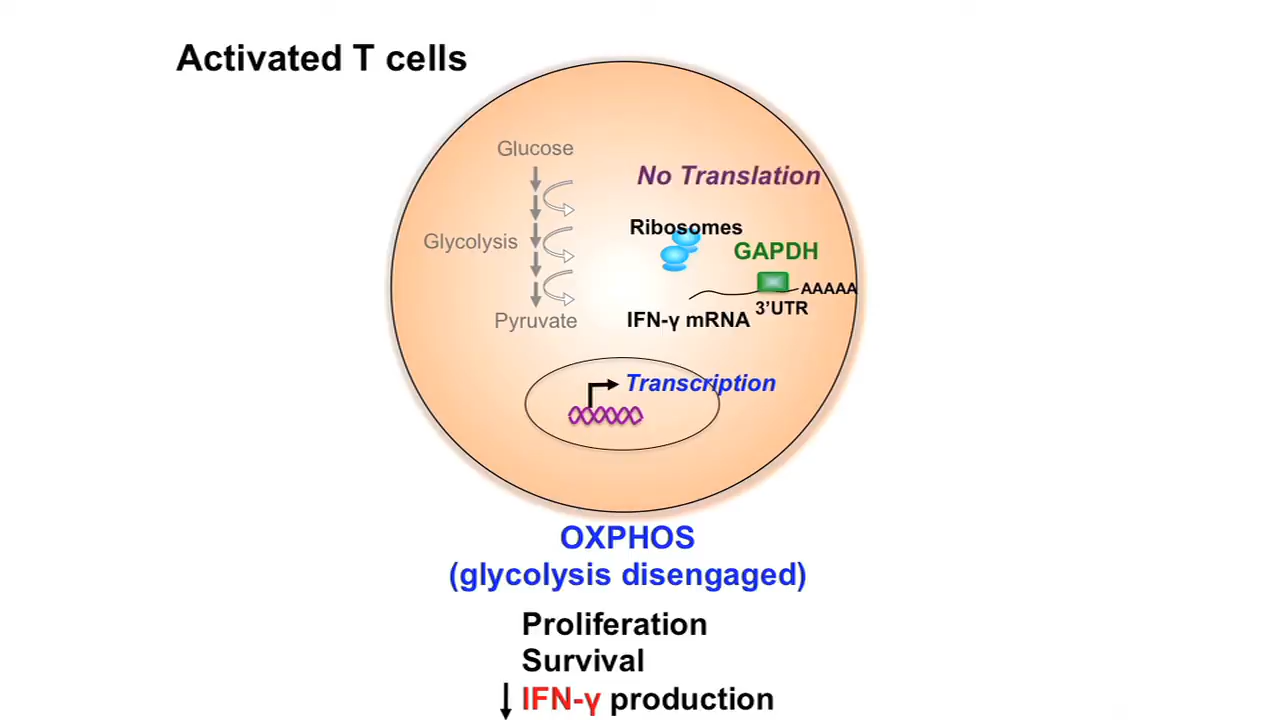 Activated T cells
Glucose
No Translation
Ribosomes
Glycolysis
GAPDH
AAAAA
3’UTR
Pyruvate
IFN-γ mRNA
Transcription
OXPHOS
(glycolysis disengaged)
Proliferation
Survival
IFN-γ production